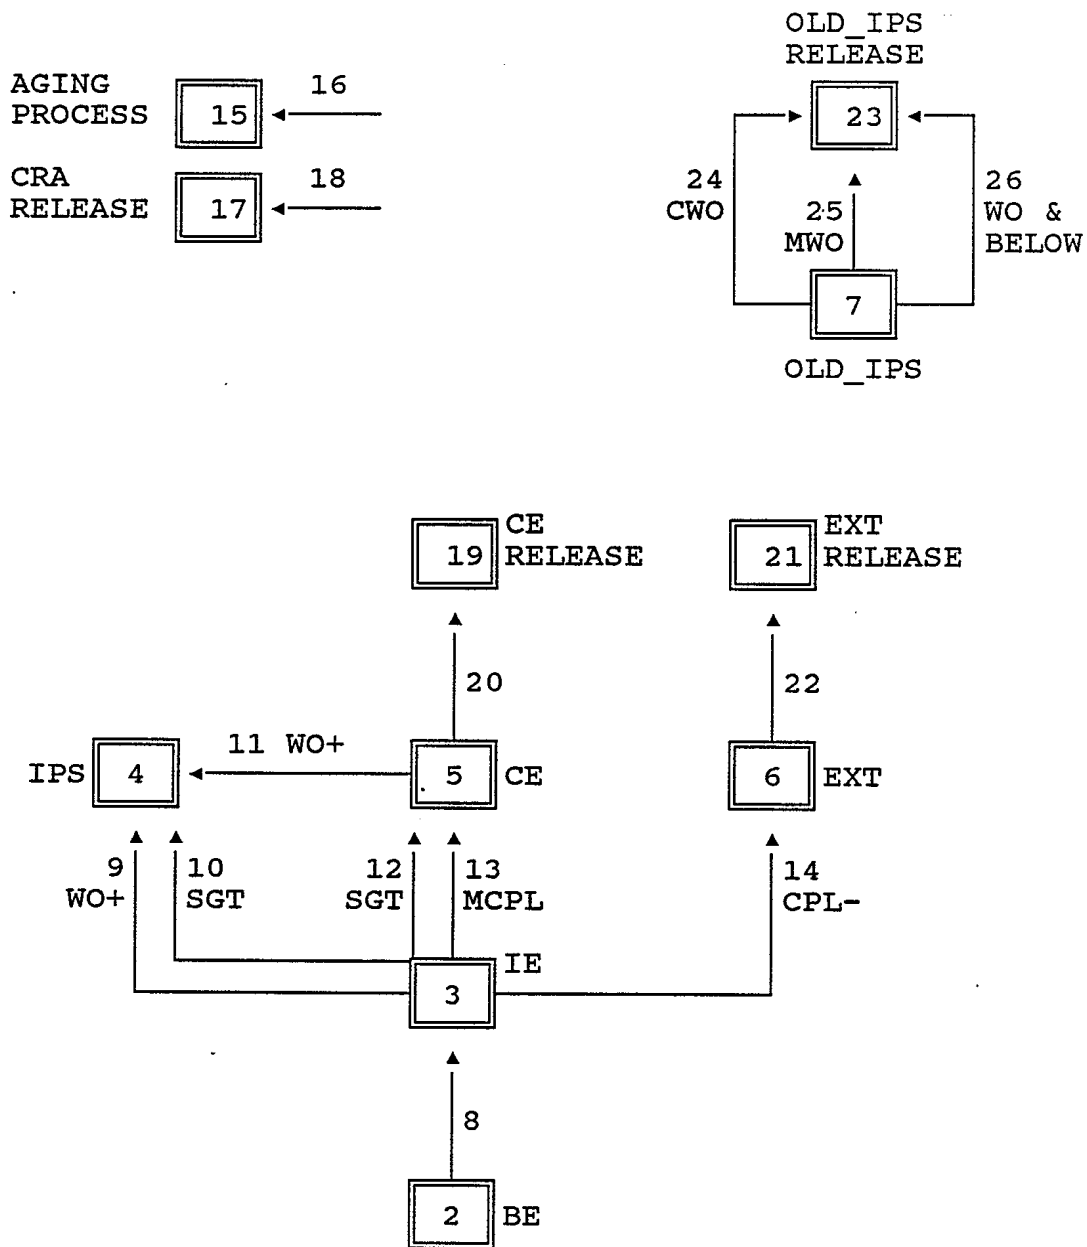 OLD_IPS
RELEASE
AGING
PROCESS
15
16
23
CRA
RELEASE
17
18
24
CWO
25
MWO
26
WO &
BELOW
7
OLD_IPS
19
CE
RELEASE
21
EXT
RELEASE
20
22
IPS
4
11 WO+
5
CE
6
EXT
9
WO+
10
SGT
12
SGT
13
MCPL
14
CPL-
IE
3
8
2
BE